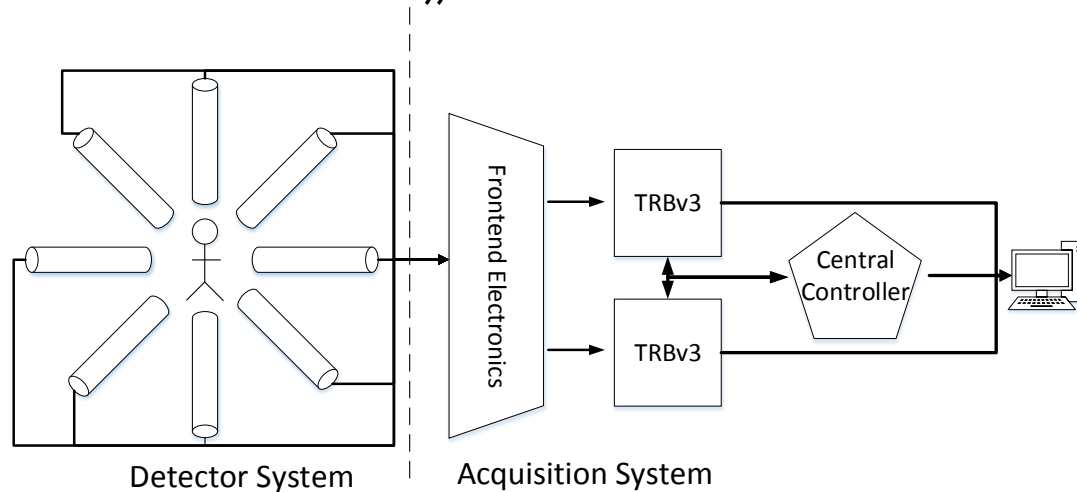 Frontend Electronics
TRBv3
Central
Controller
TRBv3
Detector System
Acquisition System